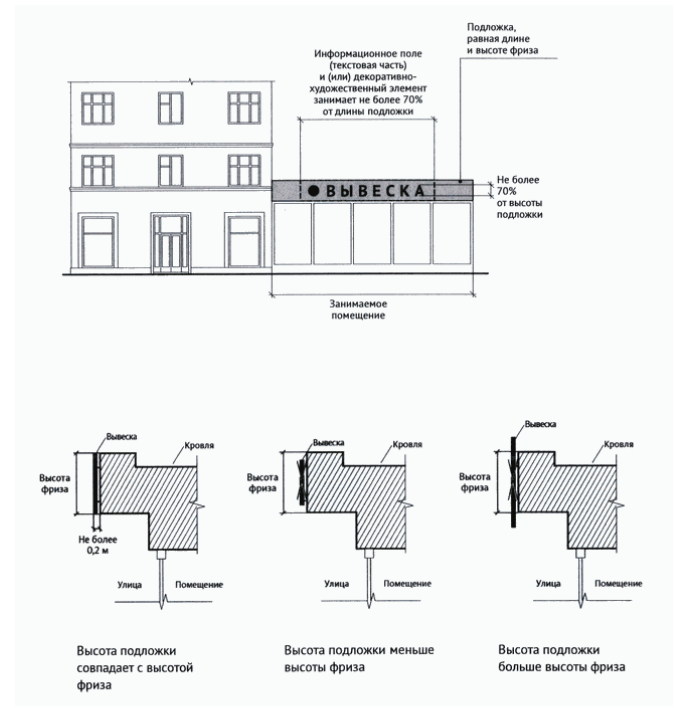 Подложка,
равная длине
и высоте фриза
Информационное поле
(текстовая часть)
и (или) декоративно-
художественный элемент
занимает не более 70%
от длины подложки
ВЫВЕСКА
Не более
70%
от высоты
подложки
Занимаемое
помещение
Вывеска
Кровля
Высота
фриза
Не более
0,2 м
Улица
Помещение
Высота подложки
совпадает с высотой
фриза
Вывеска
Кровля
Высота
фриза
Улица
Помещение
Высота подложки меньше
высоты фриза
Вывеска
Кровля
Высота
фриза
Улица
Помещение
Высота подложки
больше высоты фриза